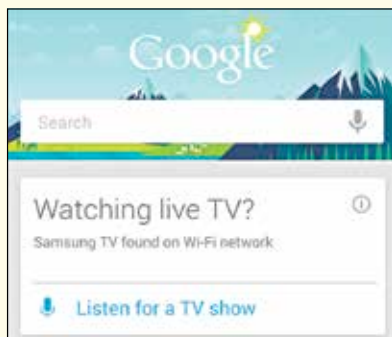 Google
Search
Watching live TV?
Samsung TV found on Wi-Fi network
Listen for a TV show